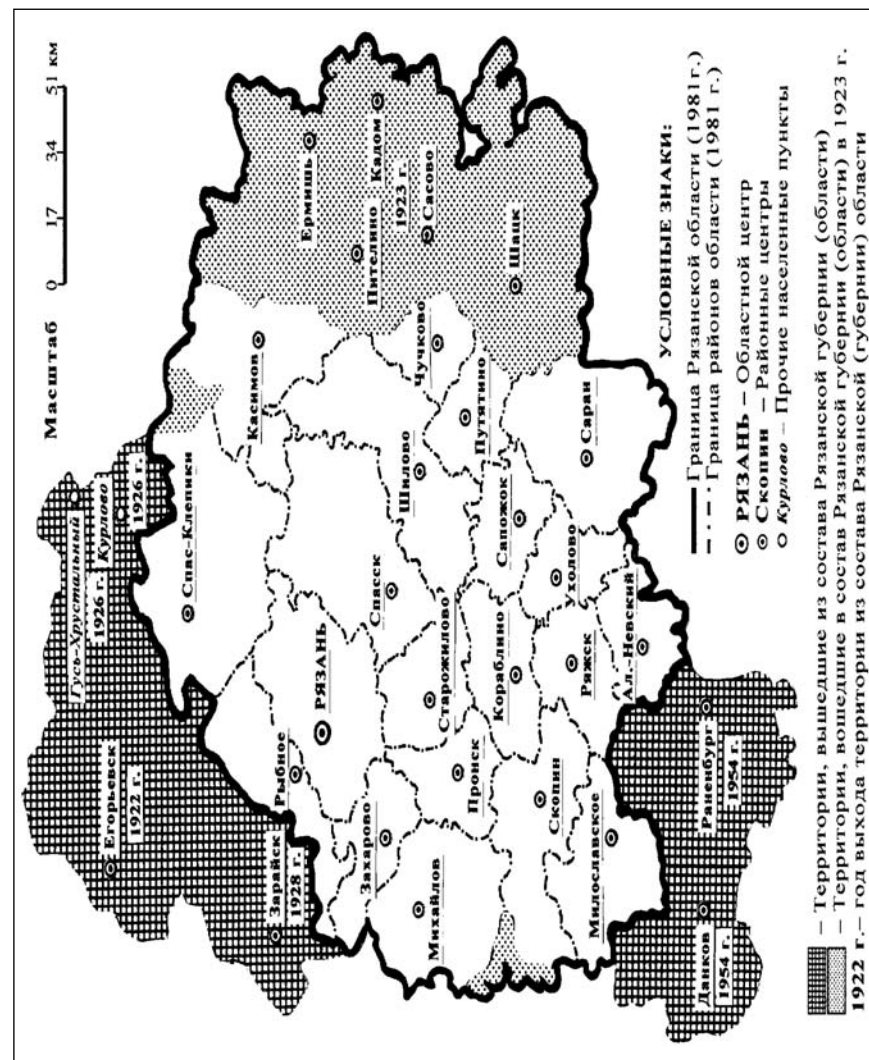 Масштаб
0 17 34 51 км
Гусь-Хрустальный
1926 г.
Курлово
1926 г.
Егорьевск
1922 г.
Зарайск
1928 г.
Спас-Клепики
Касимов
Ермишь
Пителино
1923 г.
Кадом
Сасово
Шацк
Рыбное
РЯЗАНЬ
Спасск
Шилово
Чучково
Путятино
Захарово
Михайлов
Пронск
Старожилово
Кораблино
Сапожок
Саран
Скопин
Ряжск
Ухолово
Милославское
Ал.-Невский
Данков
1954 г.
Раненбург
1954 г.
УСЛОВНЫЕ ЗНАКИ:
Граница Рязанской области (1981г.)
Граница районов области (1981 г.)
РЯЗАНЬ – Областной центр
Скопин – Районные центры
Курлово – Прочие населенные пункты
– Территории, вышедшие из состава Рязанской губернии (области)
– Территории, вошедшие в состав Рязанской губернии (области) в 1923 г.
1922 г. – год выхода территории из состава Рязанской (губернии) области